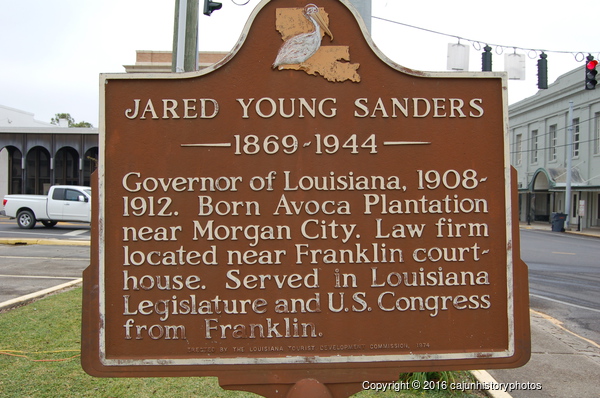 JARED YOUNG SANDERS
1869-1944
Governor of Louisiana, 1908-
1912. Born Avoca Plantation
near Morgan City. Law firm
located near Franklin court-
house. Served in Louisiana
Legislature and U.S. Congress
from Franklin.
ERECTED BY THE LOUISIANA TOURIST DEVELOPMENT COMMISSION, 1974
Copyright © 2016 cajunhistoryphotos